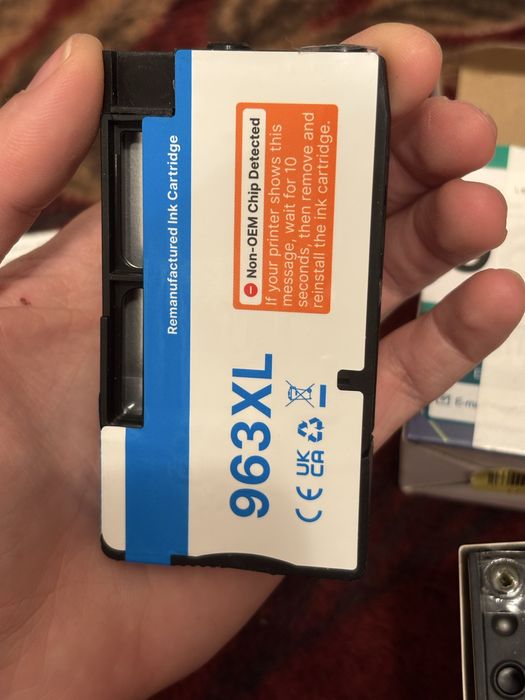 Remanufactured Ink Cartridge
Non-OEM Chip Detected
If your printer shows this
message, wait for 10
seconds, then remove and
reinstall the ink cartridge.
963XL
CE UK
CA
E-m